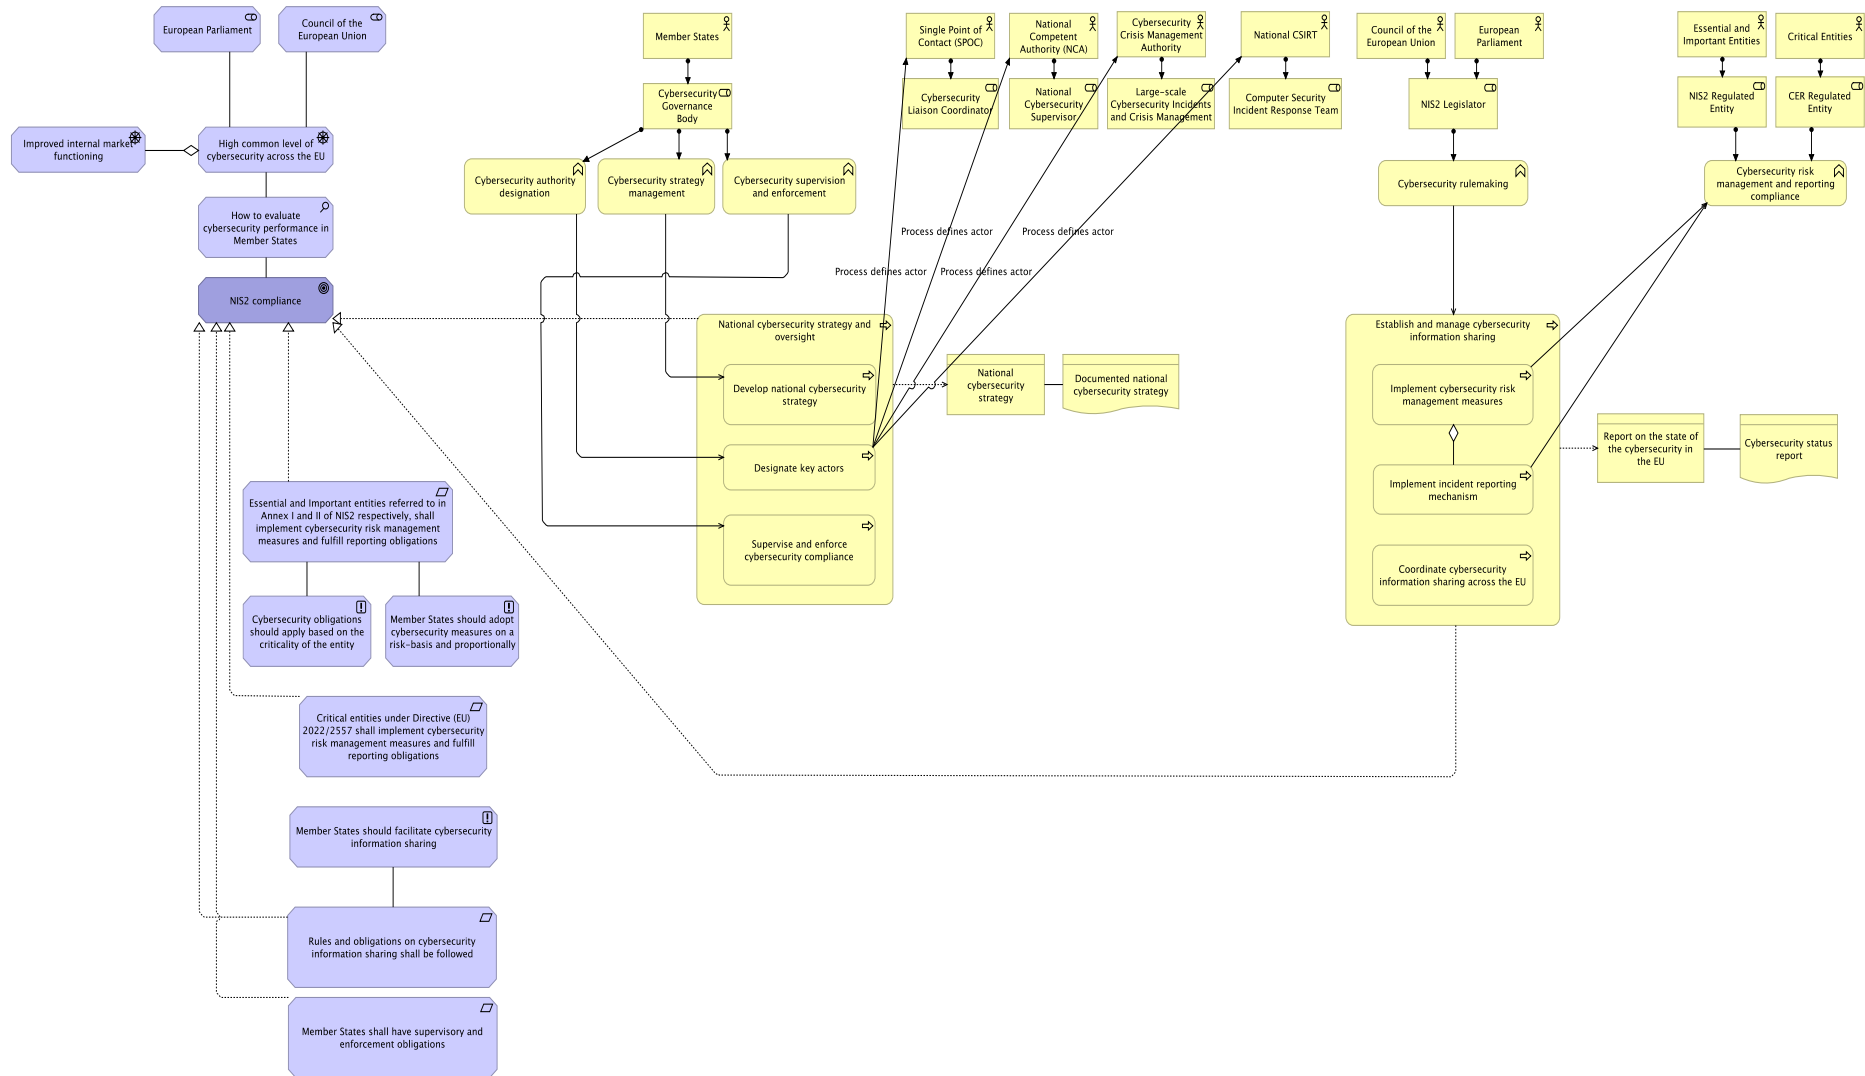 European Parliament
Council of the
European Union
Improved internal market
functioning
High common level of
cybersecurity across the EU
How to evaluate
cybersecurity performance in
Member States
NIS2 compliance
Essential and Important entities referred to in
Annex I and II of NIS2 respectively, shall
implement cybersecurity risk management
measures and fulfill reporting obligations
Cybersecurity obligations
should apply based on the
criticality of the entity
Member States should adopt
cybersecurity measures on a
risk-basis and proportionally
Critical entities under Directive (EU)
2022/2557 shall implement cybersecurity
risk management measures and fulfill
reporting obligations
Member States should facilitate cybersecurity
information sharing
Rules and obligations on cybersecurity
information sharing shall be followed
Member States shall have supervisory and
enforcement obligations
Member States
Cybersecurity
Governance
Body
Cybersecurity authority
designation
Cybersecurity strategy
management
Cybersecurity supervision
and enforcement
Single Point of
Contact (SPOC)
National
Competent
Authority (NCA)
Cybersecurity
Crisis Management
Authority
National CSIRT
Cybersecurity
Liaison Coordinator
National
Cybersecurity
Supervisor
Large-scale
Cybersecurity Incidents
and Crisis Management
Computer Security
Incident Response Team
Process defines actor
Process defines actor
Process defines actor
Process defines actor
National cybersecurity strategy and
oversight
Develop national cybersecurity
strategy
Designate key actors
Supervise and enforce
cybersecurity compliance
National
cybersecurity
strategy
Documented national
cybersecurity strategy
Council of the
European Union
European
Parliament
NIS2 Legislator
Cybersecurity rulemaking
Establish and manage cybersecurity
information sharing
Implement cybersecurity risk
management measures
Implement incident reporting
mechanism
Coordinate cybersecurity
information sharing across the EU
Essential and
Important Entities
Critical Entities
NIS2 Regulated
Entity
CER Regulated
Entity
Cybersecurity risk
management and reporting
compliance
Report on the state of
the cybersecurity in
the EU
Cybersecurity status
report